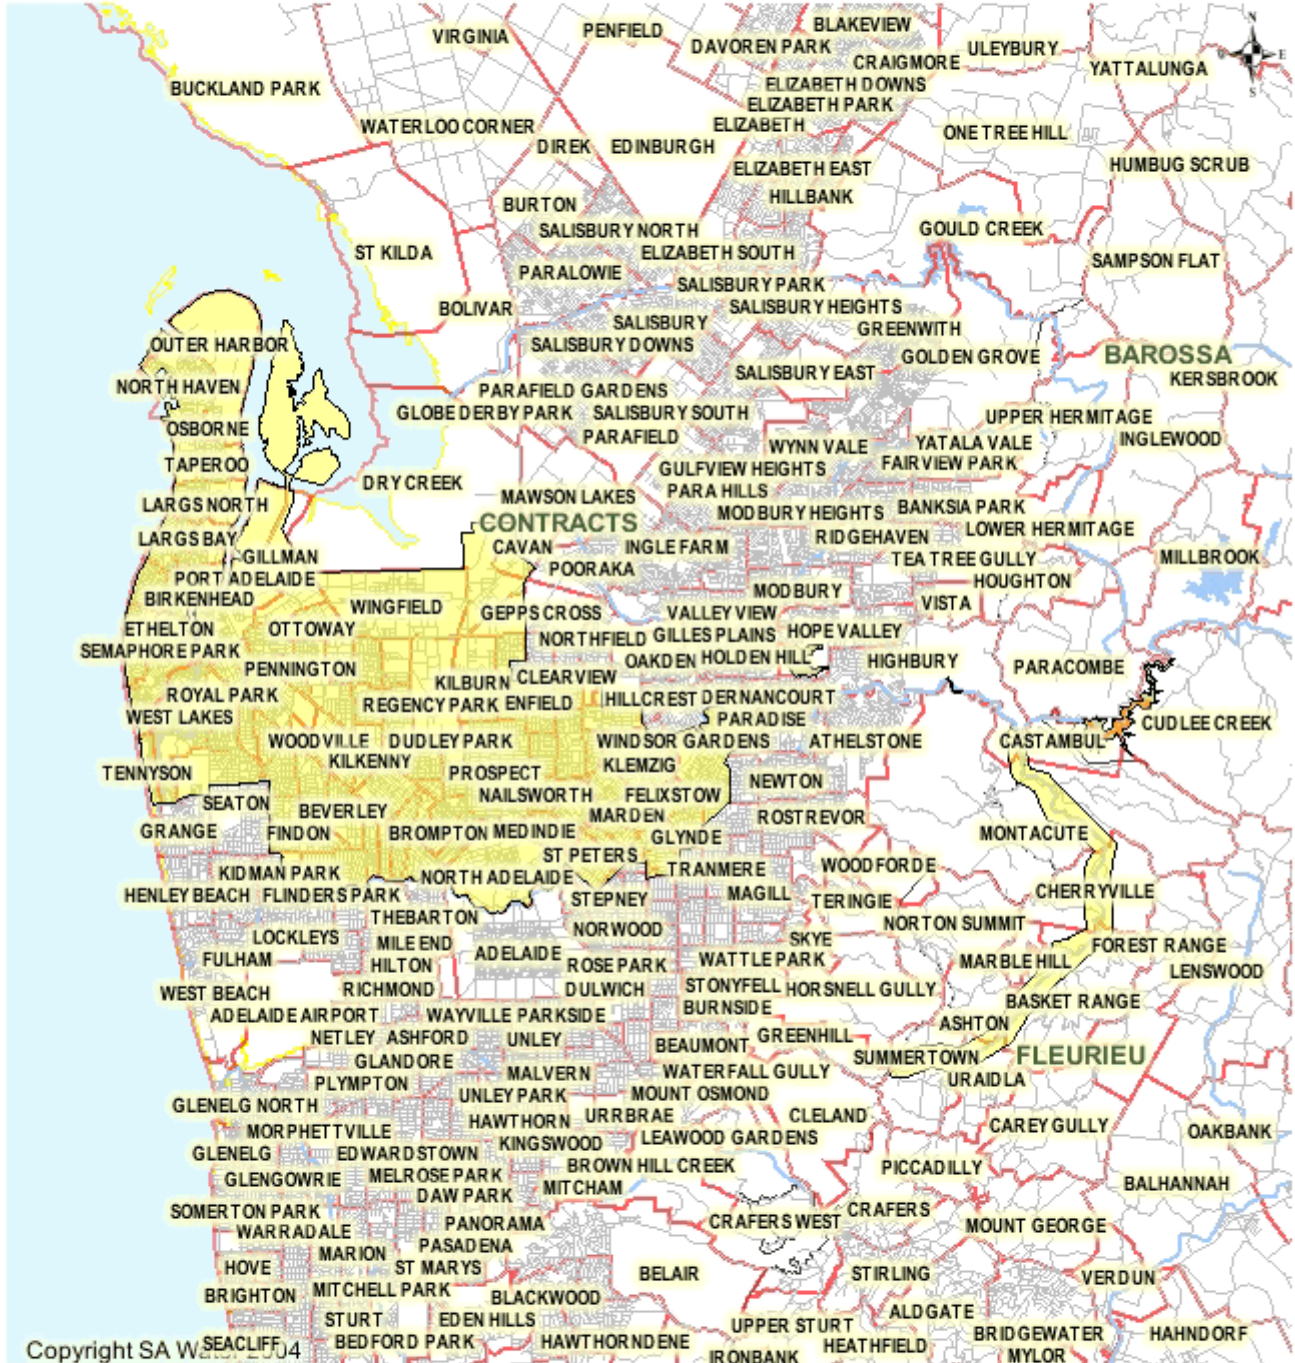 BLAKEVIEW
VIRGINIA
PENFIELD
DAVOREN PARK
ULEYBURY
CRAIGMORE
YATTALUNGA
N
E
S
BUCKLAND PARK
ELIZABETH DOWNS
ELIZABETH PARK
WATERLOO CORNER
ELIZABETH
ONE TREE HILL
DIREK
EDINBURGH
ELIZABETH EAST
HUMBUG SCRUB
HILLBANK
BURTON
SALISBURY NORTH
GOULD CREEK
ST KILDA
ELIZABETH SOUTH
SAMPSON FLAT
PARALOWIE
SALISBURY PARK
BOLIVAR
SALISBURY HEIGHTS
SALISBURY
GREENWITH
OUTER HARBOR
SALISBURY DOWNS
GOLDEN GROVE
BAROSSA
SALISBURY EAST
KERSBROOK
NORTH HAVEN
PARAFIELD GARDENS
GLOBE DERBY PARK
SALISBURY SOUTH
UPPER HERMITAGE
OSBORNE
PARAFIELD
WYNN VALE
YATALA VALE
INGLEWOOD
TAPEROO
GULFVIEW HEIGHTS
FAIRVIEW PARK
DRY CREEK
PARA HILLS
LARGS NORTH
MAWSON LAKES
MODBURY HEIGHTS
BANKSIA PARK
CONTRACTS
LOWER HERMITAGE
LARGS BAY
CAVAN
INGLE FARM
RIDGEHAVEN
GILLMAN
POORAKA
TEA TREE GULLY
MILLBROOK
PORT ADELAIDE
HOUGHTON
BIRKENHEAD
WINGFIELD
GEPPS CROSS
MODBURY
VISTA
ETHELTON
OTTOWAY
VALLEY VIEW
SEMAPHORE PARK
NORTHFIELD
GILLES PLAINS
HOPE VALLEY
PENNINGTON
OAKDEN
HOLDEN HILL
HIGHBURY
PARACOMBE
KILBURN
CLEARVIEW
ROYAL PARK
REGENCY PARK
ENFIELD
HILLCREST
DERNANCOURT
WEST LAKES
PARADISE
CUDLEE CREEK
WOODVILLE
DUDLEY PARK
WINDSOR GARDENS
ATHELSTONE
CASTAMBUL
KILKENNY
KLEMZIG
TENNYSON
PROSPECT
NEWTON
SEATON
NAILSWORTH
FELIXSTOW
BEVERLEY
MARDEN
ROSTREVOR
GRANGE
FINDON
BROMPTON
MEDINDIE
GLYNDE
MONTACUTE
ST PETERS
KIDMAN PARK
NORTH ADELAIDE
TRANMERE
WOODFORDE
HENLEY BEACH
FLINDERS PARK
STEPNEY
MAGILL
TERINGIE
CHERRYVILLE
THEBARTON
NORTON SUMMIT
LOCKLEYS
MILE END
NORWOOD
SKYE
FOREST RANGE
FULHAM
HILTON
ADELAIDE
ROSE PARK
WATTLE PARK
MARBLE HILL
LENSWOOD
WEST BEACH
RICHMOND
DULWICH
STONYFELL
HORSNELL GULLY
BASKET RANGE
ADELAIDE AIRPORT
WAYVILLE
PARKSIDE
BURNSIDE
ASHTON
NETLEY
ASHFORD
UNLEY
BEAUMONT
GREENHILL
GLANDORE
SUMMERTOWN
FLEURIEU
PLYMPTON
MALVERN
WATERFALL GULLY
URAIDLA
UNLEY PARK
MOUNT OSMOND
GLENELG NORTH
HAWTHORN
URRBRAE
CLELAND
MORPHETTVILLE
KINGSWOOD
LEAWOOD GARDENS
CAREY GULLY
OAKBANK
GLENELG
EDWARDSTOWN
BROWN HILL CREEK
PICCADILLY
GLENGOWRIE
MELROSE PARK
MITCHAM
BALHANNAH
DAW PARK
SOMERTON PARK
PANORAMA
CRAFERS WEST
CRAFERS
MOUNT GEORGE
WARRADALE
PASADENA
MARION
HOVE
ST MARYS
BELAIR
STIRLING
VERDUN
BRIGHTON
MITCHELL PARK
BLACKWOOD
STURT
EDEN HILLS
UPPER STURT
ALDGATE
SEACLIFF
BEDFORD PARK
HAWTHORNDENE
HEATHFIELD
BRIDGEWATER
HAHNDORF
IRONBANK
MYLOR
Copyright SA Water 2004